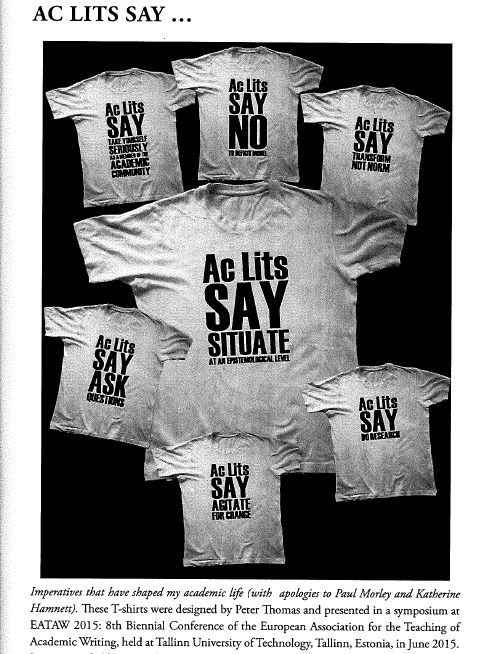 AC LITS SAY ...
Ac Lits
SAY
TAKE YOURSELF
SERIOUSLY
AS A MEMBER OF THE
ACADEMIC
COMMUNITY
Ac Lits
SAY
NO
TO DEFICIT MODEL
Ac Lits
SAY
TRANSFORM
NOT NORM
Ac Lits
SAY
SITUATE
AT AN EPISTEMOLOGICAL LEVEL
Ac Lits
SAY
ASK
QUESTIONS
Ac Lits
SAY
DO RESEARCH
Ac Lits
SAY
AGITATE
FOR CHANGE
Imperatives that have shaped my academic life (with apologies to Paul Morley and Katherine
Hamnett). These T-shirts were designed by Peter Thomas and presented in a symposium at
EATAW 2015: 8th Biennial Conference of the European Association for the Teaching of
Academic Writing, held at Tallinn University of Technology, Tallinn, Estonia, in June 2015.